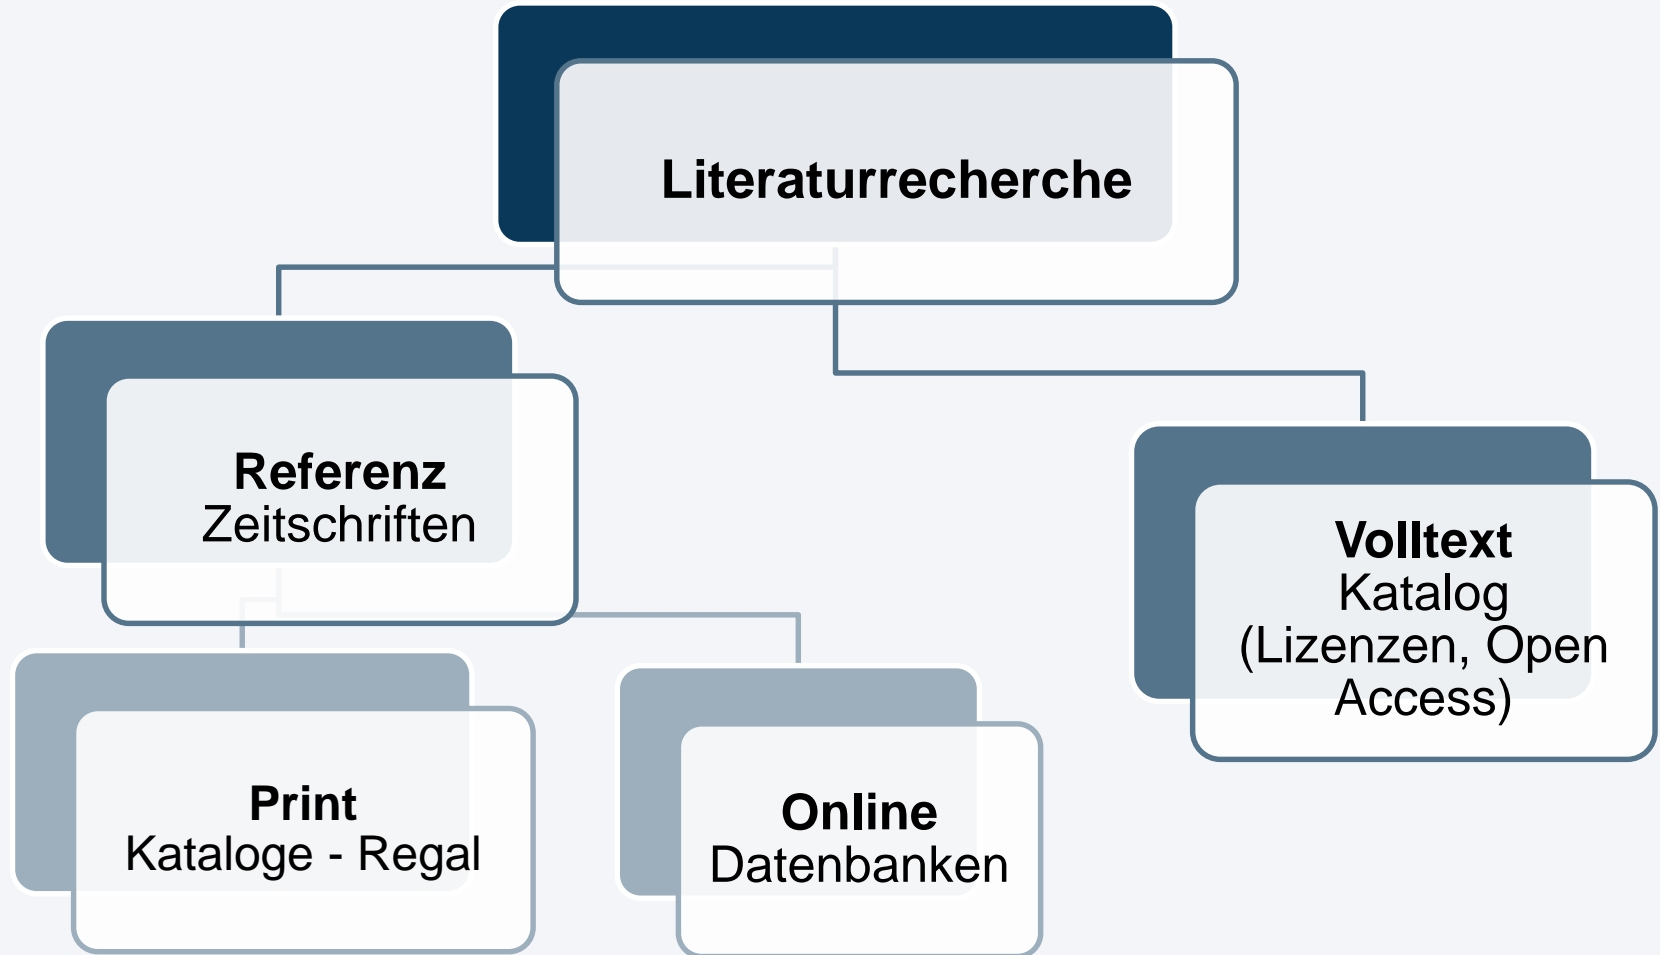 Literaturrecherche
Referenz
Zeitschriften
Volltext
Katalog
(Lizenzen, Open
Access)
Print
Kataloge - Regal
Online
Datenbanken